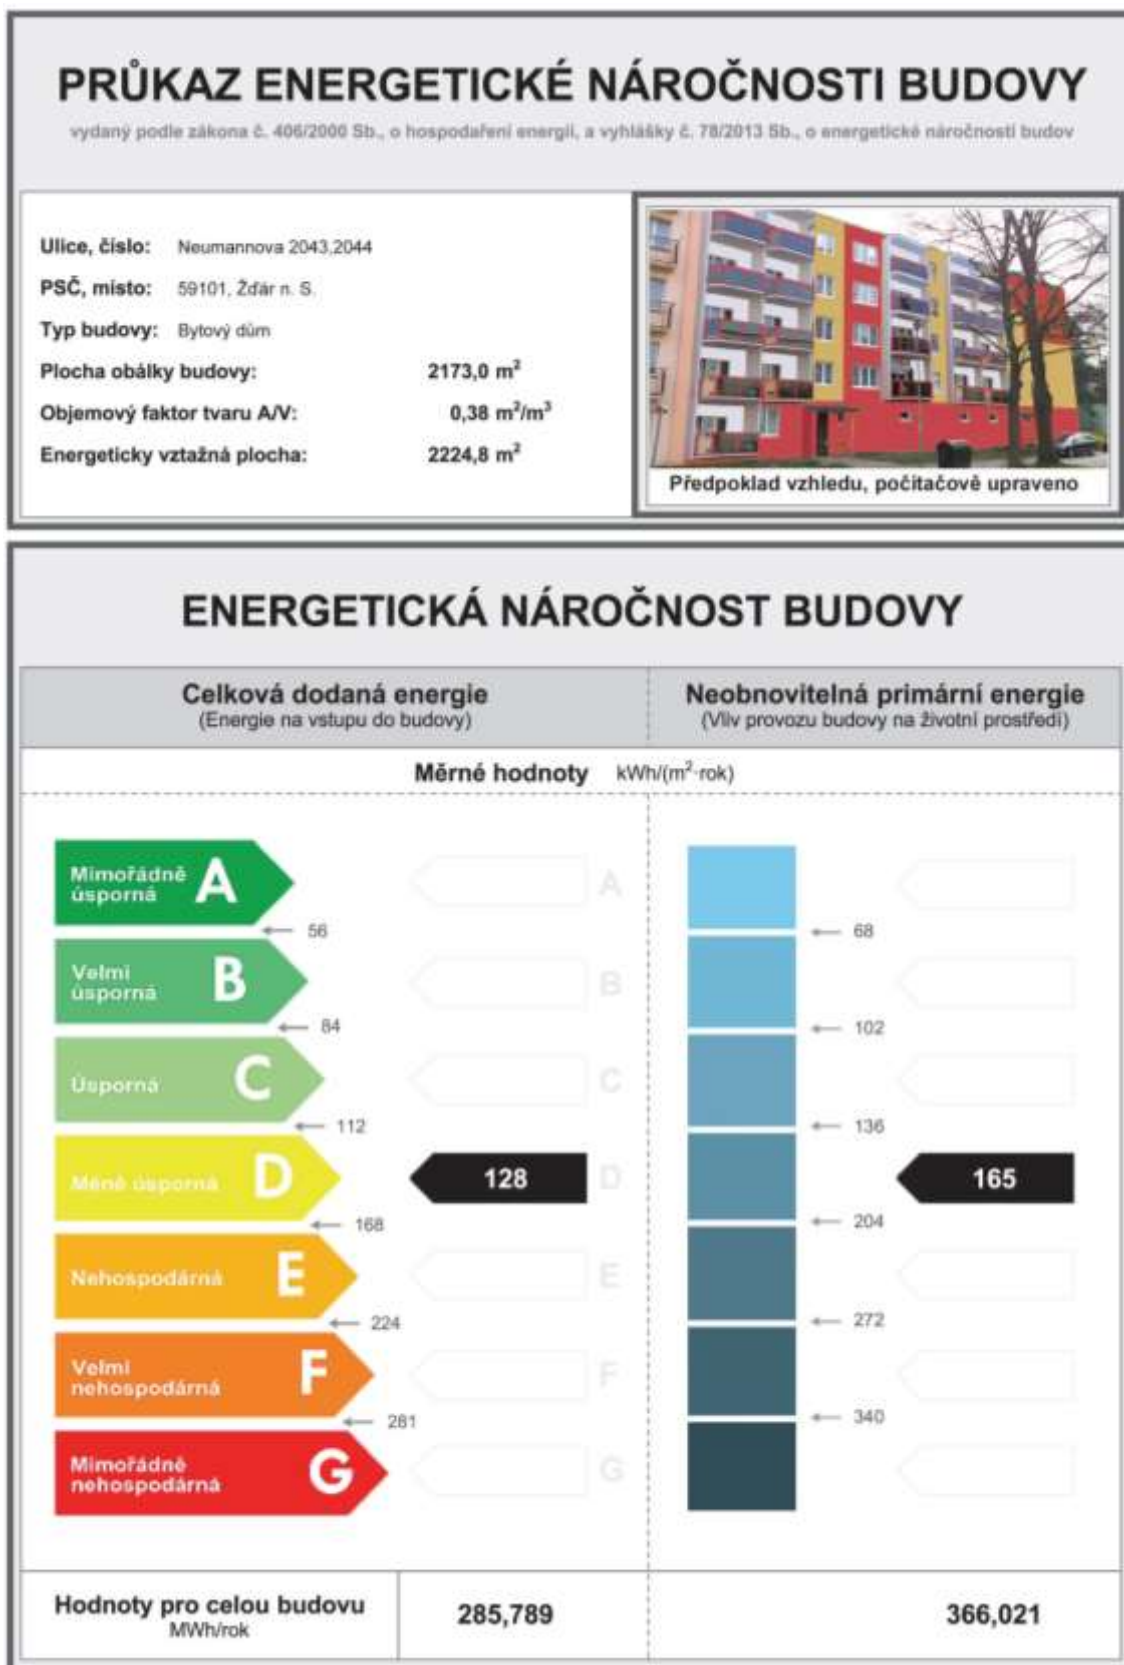 PRŮKAZ ENERGETICKÉ NÁROČNOSTI BUDOVY
vydaný podle zákona č. 406/2000 Sb., o hospodaření energií, a vyhlášky č. 78/2013 Sb., o energetické náročnosti budov
Ulice, číslo: Neumannova 2043,2044
PSČ, místo: 59101, Žďár n. S.
Typ budovy: Bytový dům
Plocha obálky budovy: 2173,0 m²
Objemový faktor tvaru A/V: 0,38 m²/m³
Energeticky vztažná plocha: 2224,8 m²
Předpoklad vzhledu, počítačově upraveno
ENERGETICKÁ NÁROČNOST BUDOVY
Celková dodaná energie
(Energie na vstupu do budovy)
Neobnovitelná primární energie
(Vliv provozu budovy na životní prostředí)
Měrné hodnoty kWh/(m²·rok)
Mimořádně úsporná A
A
56
68
Velmi úsporná B
B
84
102
Úsporná C
C
112
136
Méně úsporná D
128
D
165
168
204
Nehospodárná E
E
224
272
Velmi nehospodárná F
F
281
340
Mimořádně nehospodárná G
G
Hodnoty pro celou budovu
MWh/rok
285,789
366,021